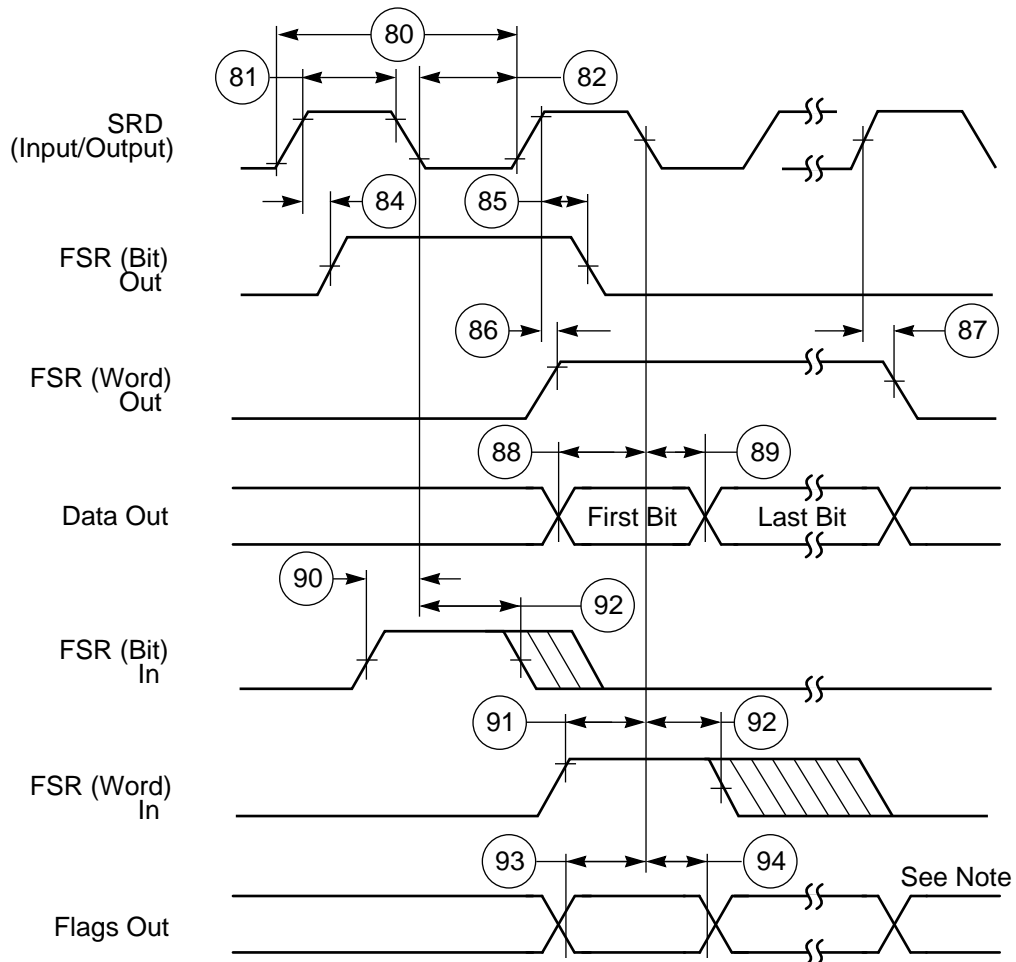 80
81
82
SRD
(Input/Output)
84
85
FSR (Bit)
Out
86
87
FSR (Word)
Out
88
89
Data Out
First Bit
Last Bit
90
92
FSR (Bit)
In
91
92
FSR (Word)
In
93
94
See Note
Flags Out